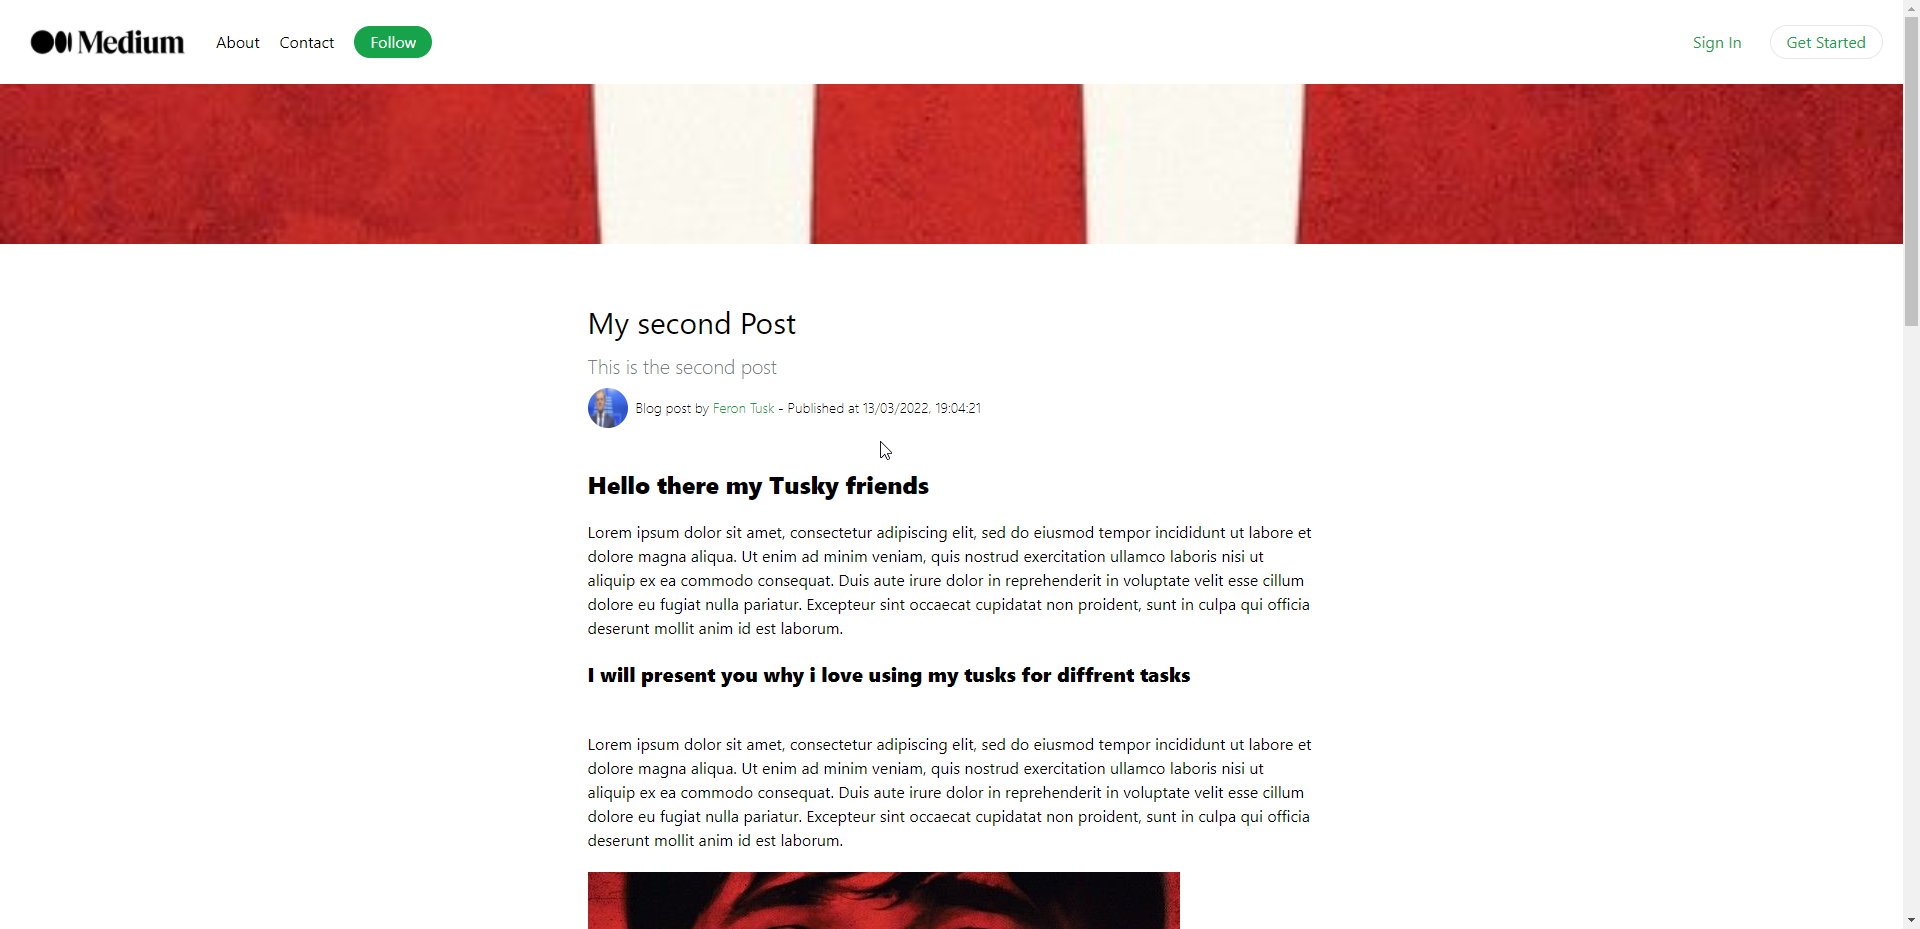 Medium About Contact Follow Sign In Get Started
My second Post
This is the second post
Blog post by Feron Tusk - Published at 13/03/2022, 19:04:21
Hello there my Tusky friends
Lorem ipsum dolor sit amet, consectetur adipiscing elit, sed do eiusmod tempor incididunt ut labore et
dolore magna aliqua. Ut enim ad minim veniam, quis nostrud exercitation ullamco laboris nisi ut
aliquip ex ea commodo consequat. Duis aute irure dolor in reprehenderit in voluptate velit esse cillum
dolore eu fugiat nulla pariatur. Excepteur sint occaecat cupidatat non proident, sunt in culpa qui officia
deserunt mollit anim id est laborum.
I will present you why i love using my tusks for diffrent tasks
Lorem ipsum dolor sit amet, consectetur adipiscing elit, sed do eiusmod tempor incididunt ut labore et
dolore magna aliqua. Ut enim ad minim veniam, quis nostrud exercitation ullamco laboris nisi ut
aliquip ex ea commodo consequat. Duis aute irure dolor in reprehenderit in voluptate velit esse cillum
dolore eu fugiat nulla pariatur. Excepteur sint occaecat cupidatat non proident, sunt in culpa qui officia
deserunt mollit anim id est laborum.